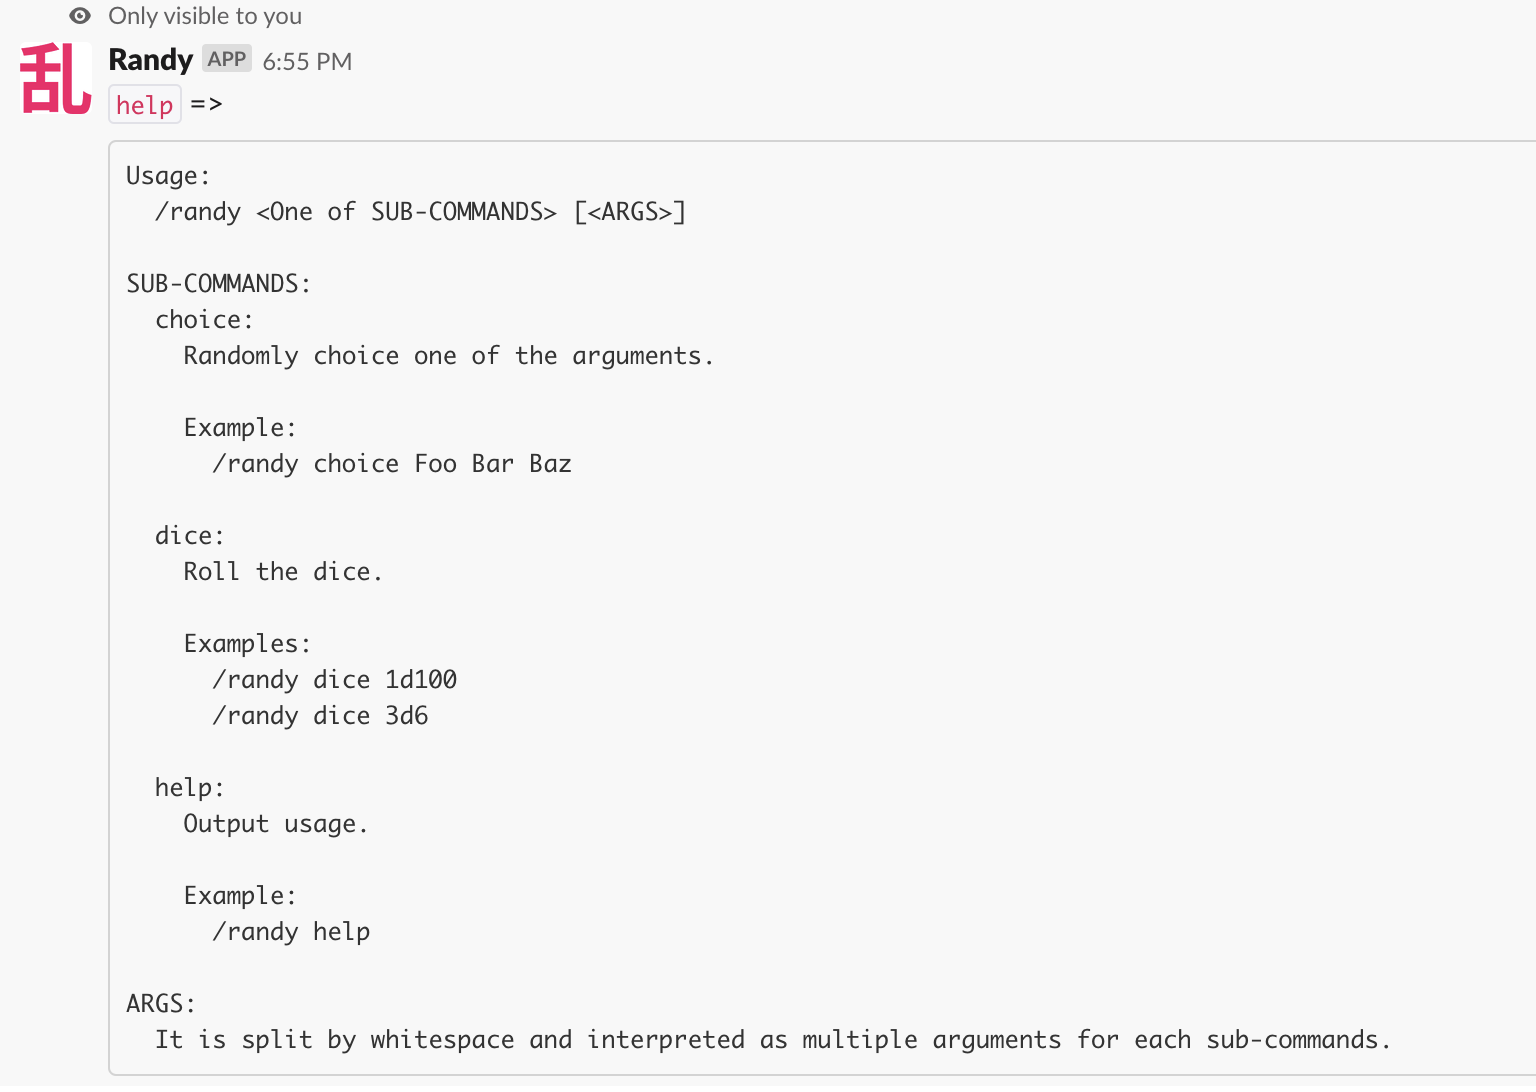 Only visible to you
乱
Randy APP 6:55 PM
help =>
Usage:
  /randy <One of SUB-COMMANDS> [<ARGS>]

SUB-COMMANDS:
  choice:
    Randomly choice one of the arguments.

    Example:
      /randy choice Foo Bar Baz

  dice:
    Roll the dice.

    Examples:
      /randy dice 1d100
      /randy dice 3d6

  help:
    Output usage.

    Example:
      /randy help

ARGS:
  It is split by whitespace and interpreted as multiple arguments for each sub-commands.